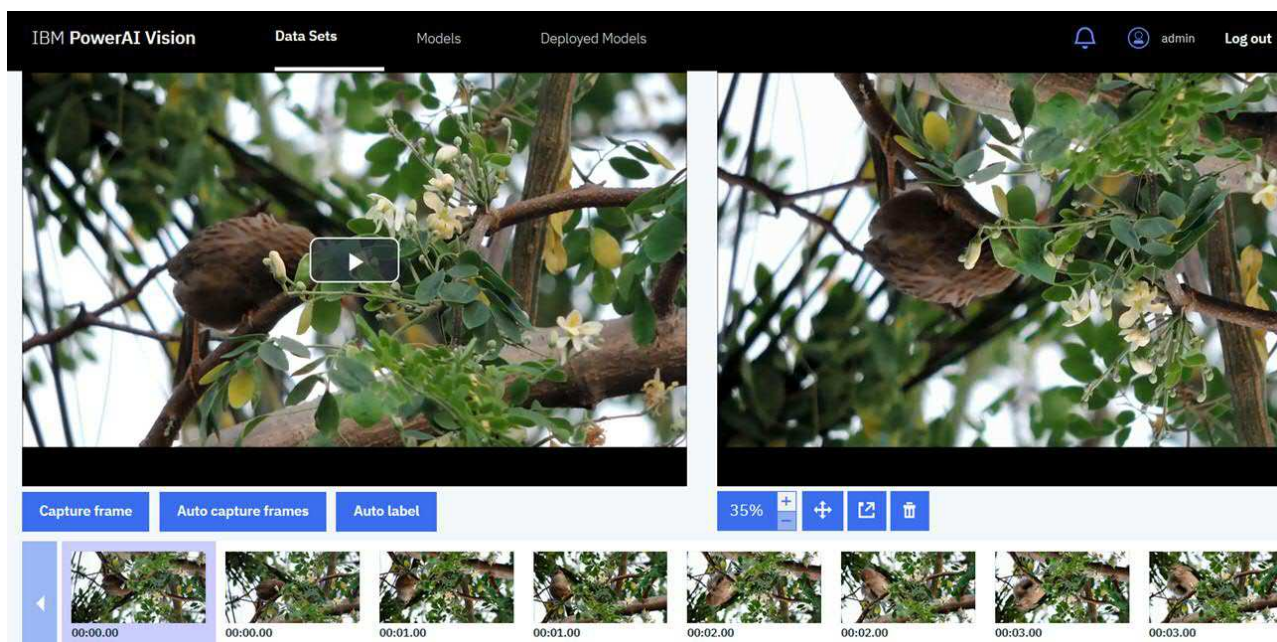 IBM PowerAI Vision Data Sets Models Deployed Models admin Log out
Capture frame Auto capture frames Auto label 35% + −
00:00.00 00:00.00 00:01.00 00:01.00 00:02.00 00:02.00 00:03.00 00:03.00